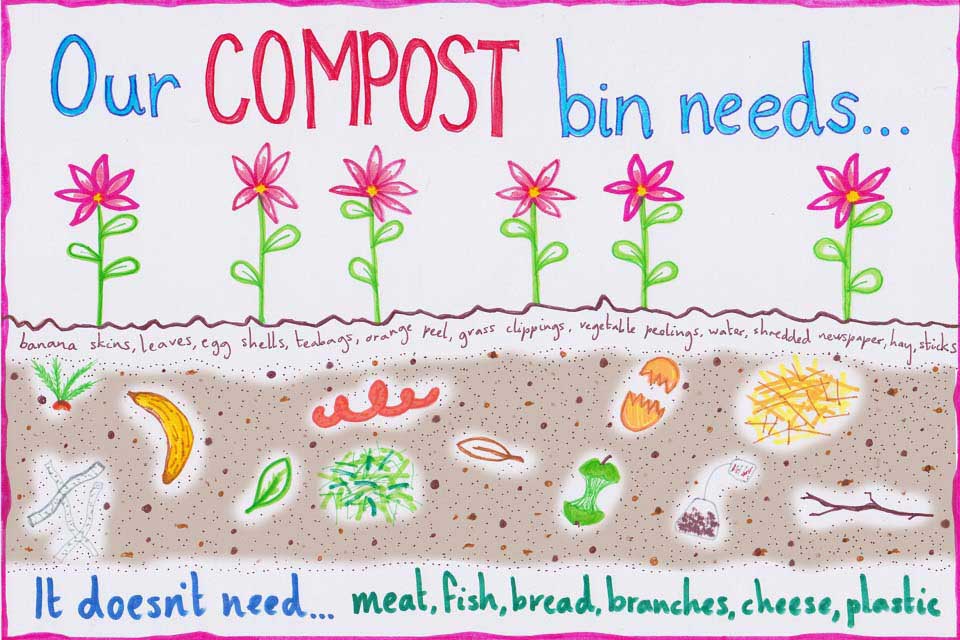 Our COMPOST bin needs...
banana skins, leaves, egg shells, teabags, orange peel, grass clippings, vegetable peelings, water, shredded newspaper, hay, sticks
It doesn't need... meat, fish, bread, branches, cheese, plastic